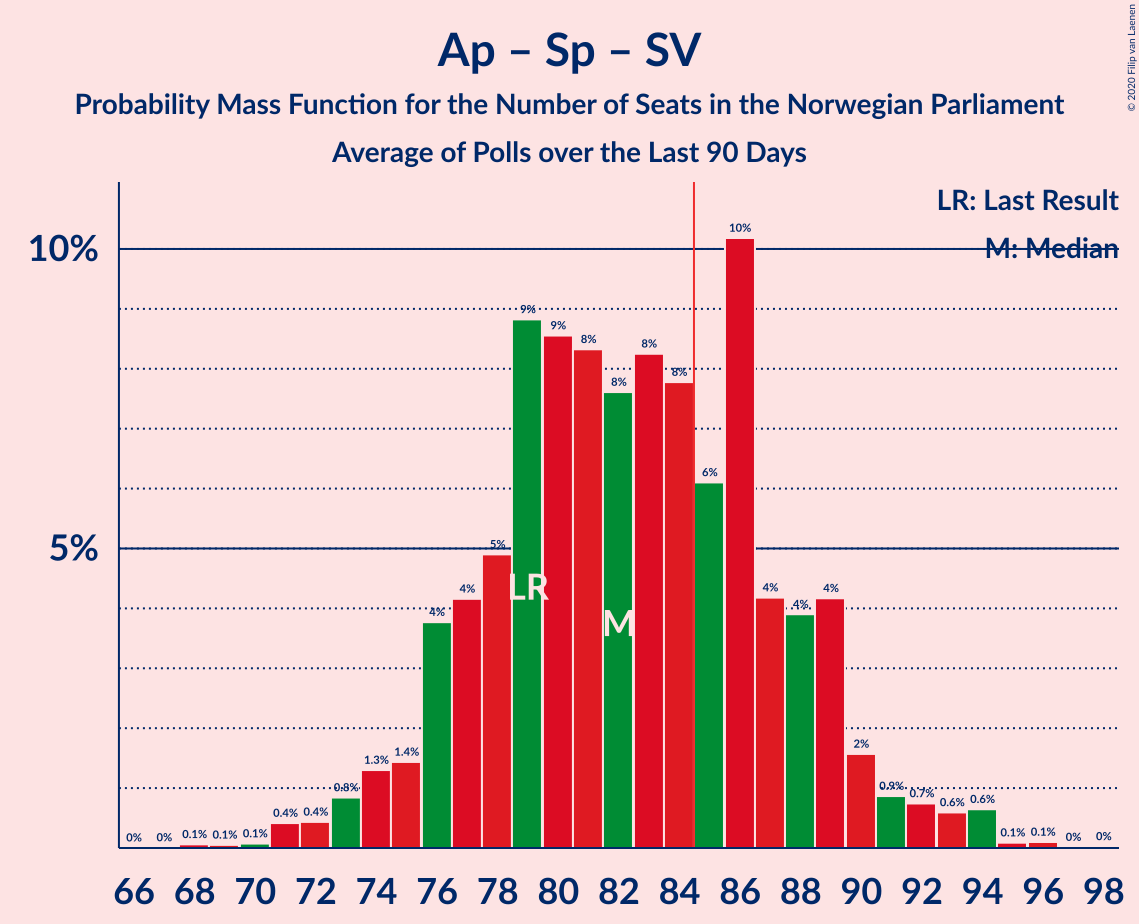 Ap – Sp – SV
Probability Mass Function for the Number of Seats in the Norwegian Parliament
Average of Polls over the Last 90 Days
© 2020 Filip van Laenen
LR: Last Result
M: Median
10%
5%
0% 0% 0.1% 0.1% 0.1% 0.4% 0.4% 0.8% 1.3% 1.4% 4% 4% 5% 9% 9% 8% 8% 8% 8% 6% 10% 4% 4% 4% 2% 0.9% 0.7% 0.6% 0.6% 0.1% 0.1% 0% 0%
LR
M
66 68 70 72 74 76 78 80 82 84 86 88 90 92 94 96 98